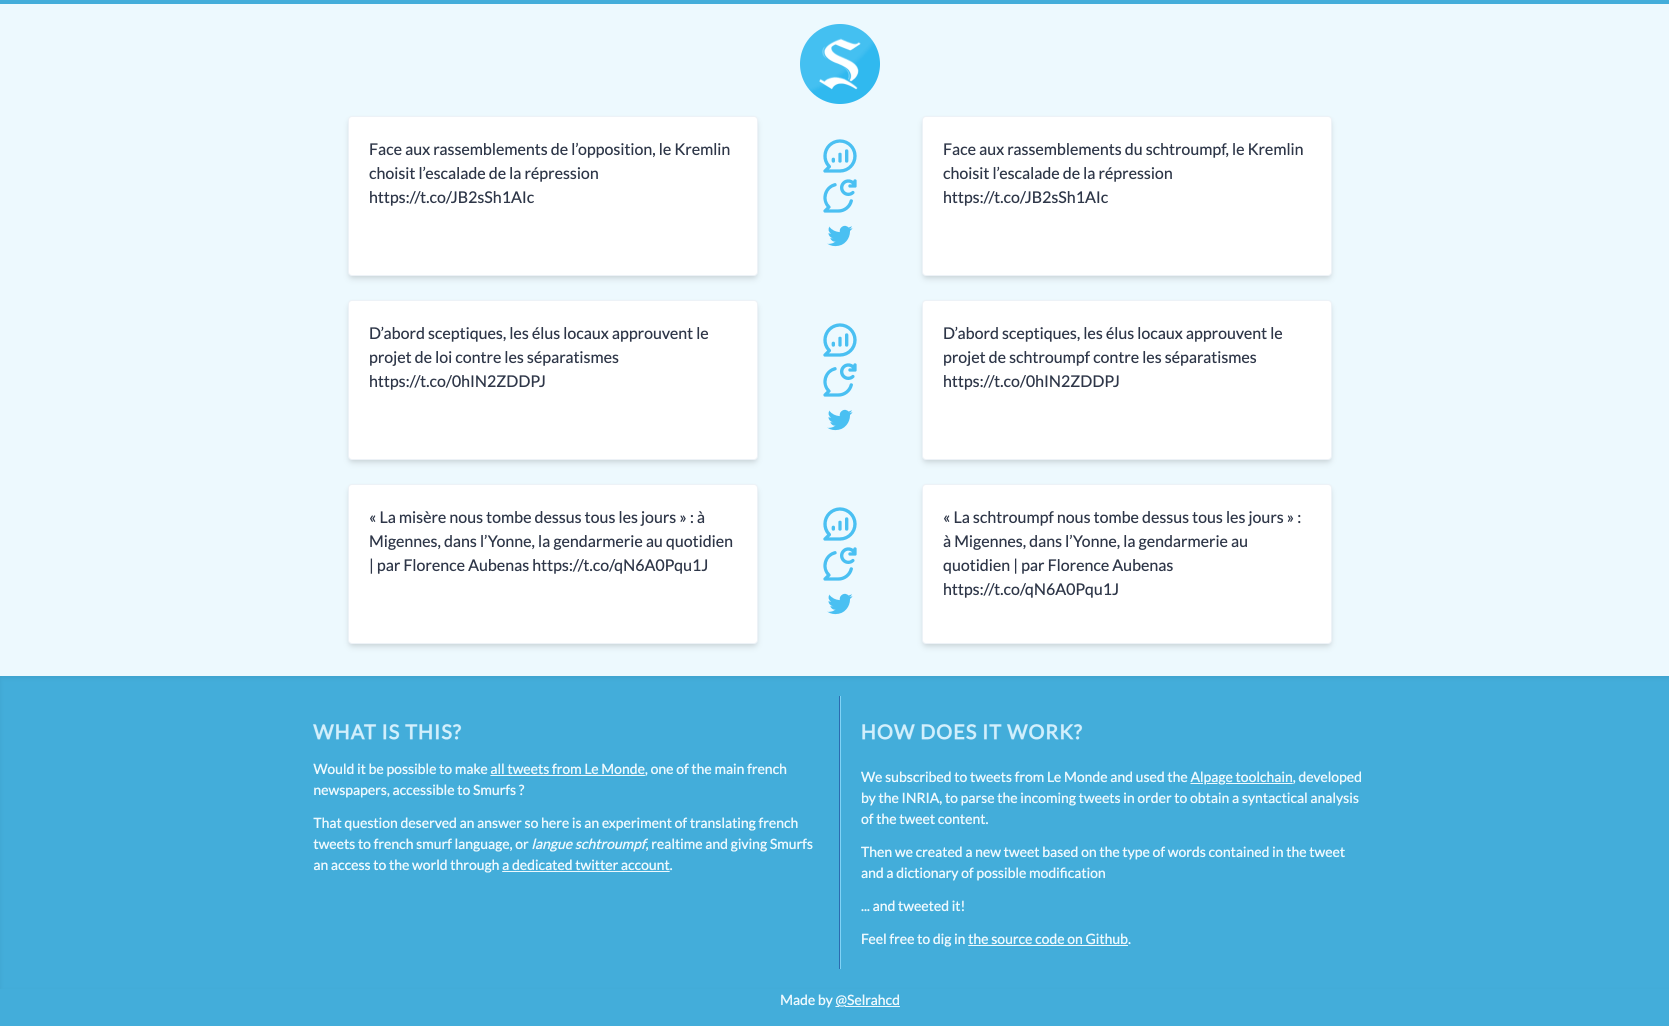 S
Face aux rassemblements de l’opposition, le Kremlin
choisit l’escalade de la répression
https://t.co/JB2sSh1AIc
Face aux rassemblements du schtroumpf, le Kremlin
choisit l’escalade de la répression
https://t.co/JB2sSh1AIc
D’abord sceptiques, les élus locaux approuvent le
projet de loi contre les séparatismes
https://t.co/0hIN2ZDDPJ
D’abord sceptiques, les élus locaux approuvent le
projet de schtroumpf contre les séparatismes
https://t.co/0hIN2ZDDPJ
« La misère nous tombe dessus tous les jours » : à
Migennes, dans l’Yonne, la gendarmerie au quotidien
| par Florence Aubenas https://t.co/qN6A0Pqu1J
« La schtroumpf nous tombe dessus tous les jours » :
à Migennes, dans l’Yonne, la gendarmerie au
quotidien | par Florence Aubenas
https://t.co/qN6A0Pqu1J
WHAT IS THIS?
Would it be possible to make all tweets from Le Monde, one of the main french
newspapers, accessible to Smurfs ?
That question deserved an answer so here is an experiment of translating french
tweets to french smurf language, or langue schtroumpf, realtime and giving Smurfs
an access to the world through a dedicated twitter account.
HOW DOES IT WORK?
We subscribed to tweets from Le Monde and used the Alpage toolchain, developed
by the INRIA, to parse the incoming tweets in order to obtain a syntactical analysis
of the tweet content.
Then we created a new tweet based on the type of words contained in the tweet
and a dictionary of possible modification
... and tweeted it!
Feel free to dig in the source code on Github.
Made by @Selrahcd